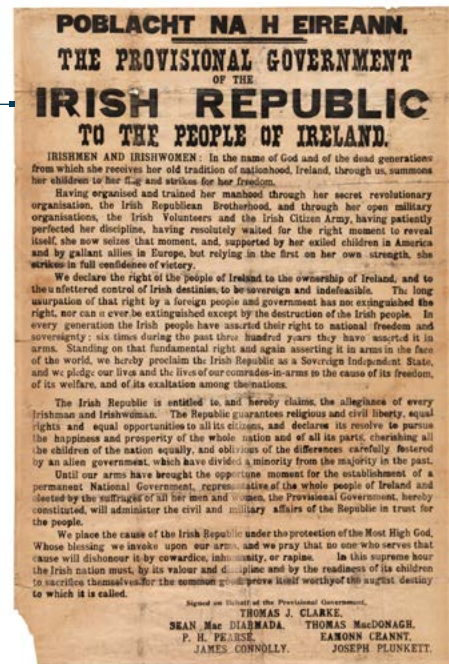 POBLACHT NA H EIREANN.
THE PROVISIONAL GOVERNMENT
OF THE
IRISH REPUBLIC
TO THE PEOPLE OF IRELAND.
IRISHMEN AND IRISHWOMEN : In the name of God and of the dead generations
from which she receives her old tradition of nationhood, Ireland, through us, summons
her children to her flag and strikes for her freedom.
Having organised and trained her manhood through her secret revolutionary
organisation, the Irish Republican Brotherhood, and through her open military
organisations, the Irish Volunteers and the Irish Citizen Army, having patiently
perfected her discipline, having resolutely waited for the right moment to reveal
itself, she now seizes that moment, and, supported by her exiled children in America
and by gallant allies in Europe, but relying in the first on her own strength, she
strikes in full confidence of victory.
We declare the right of the people of Ireland to the ownership of Ireland, and to
the unfettered control of Irish destinies, to be sovereign and indefeasible. The long
usurpation of that right by a foreign people and government has not extinguished the
right, nor can it ever be extinguished except by the destruction of the Irish people. In
every generation the Irish people have asserted their right to national freedom and
sovereignty ; six times during the past three hundred years they have asserted it in
arms. Standing on that fundamental right and again asserting it in arms in the face
of the world, we hereby proclaim the Irish Republic as a Sovereign Independent State,
and we pledge our lives and the lives of our comrades-in-arms to the cause of its freedom,
of its welfare, and of its exaltation among the nations.
The Irish Republic is entitled to, and hereby claims, the allegiance of every
Irishman and Irishwoman. The Republic guarantees religious and civil liberty, equal
rights and equal opportunities to all its citizens, and declares its resolve to pursue
the happiness and prosperity of the whole nation and of all its parts, cherishing all
the children of the nation equally, and oblivious of the differences carefully fostered
by an alien government, which have divided a minority from the majority in the past.
Until our arms have brought the opportune moment for the establishment of a
permanent National Government, representative of the whole people of Ireland and
elected by the suffrages of all her men and women, the Provisional Government, hereby
constituted, will administer the civil and military affairs of the Republic in trust for
the people.
We place the cause of the Irish Republic under the protection of the Most High God,
Whose blessing we invoke upon our arms, and we pray that no one who serves that
cause will dishonour it by cowardice, inhumanity, or rapine. In this supreme hour
the Irish nation must, by its valour and discipline and by the readiness of its children
to sacrifice themselves for the common good, prove itself worthy of the august destiny
to which it is called.
Signed on Behalf of the Provisional Government,
THOMAS J. CLARKE,
SEAN Mac DIARMADA, THOMAS MacDONAGH,
P. H. PEARSE, EAMONN CEANNT,
JAMES CONNOLLY, JOSEPH PLUNKETT.